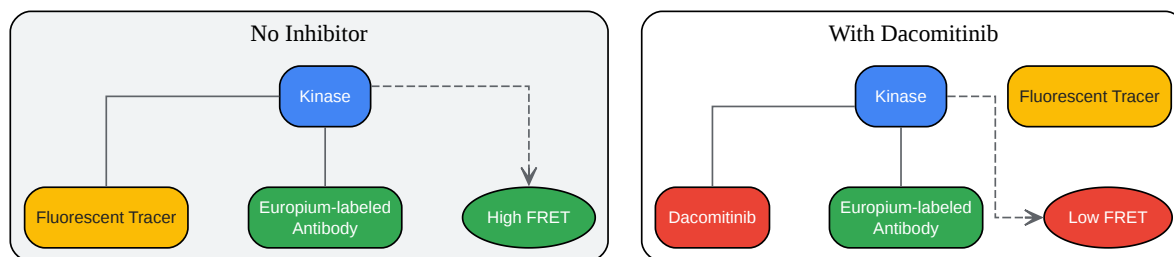 No Inhibitor
Kinase
Fluorescent Tracer
Europium-labeled
Antibody
High FRET
With Dacomitinib
Kinase
Fluorescent Tracer
Dacomitinib
Europium-labeled
Antibody
Low FRET